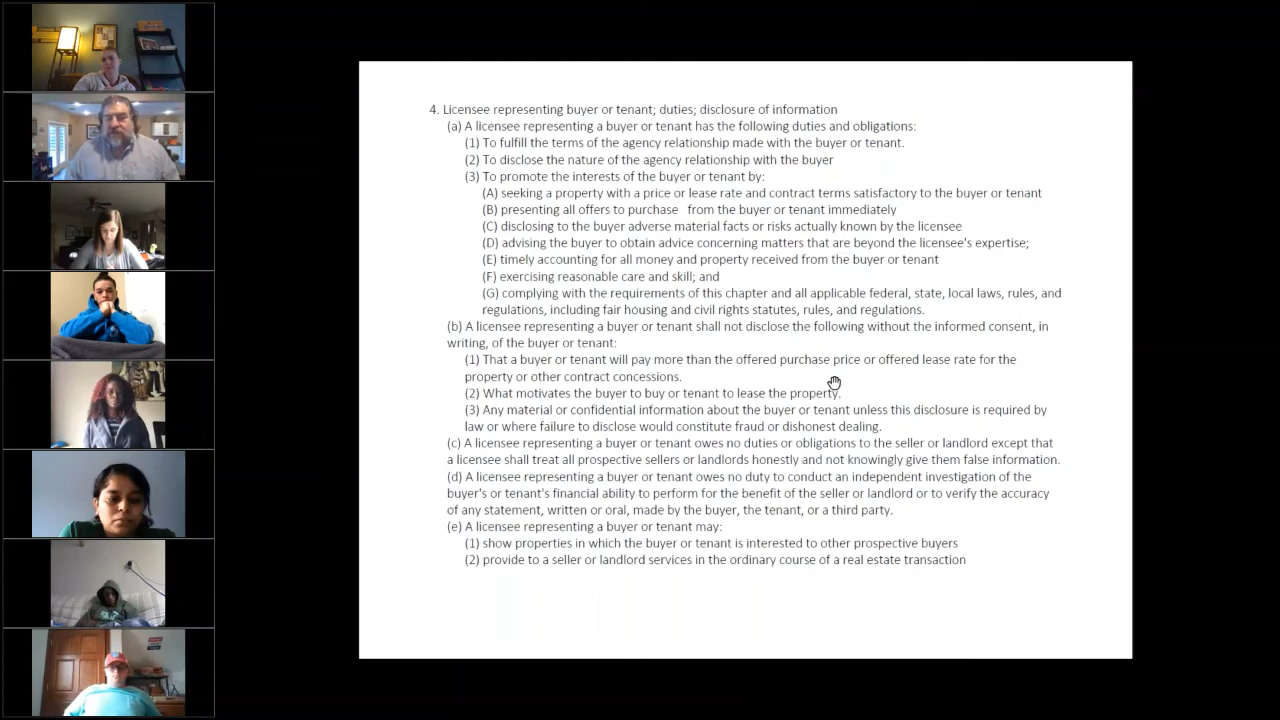 4. Licensee representing buyer or tenant; duties; disclosure of information
(a) A licensee representing a buyer or tenant has the following duties and obligations:
(1) To fulfill the terms of the agency relationship made with the buyer or tenant.
(2) To disclose the nature of the agency relationship with the buyer
(3) To promote the interests of the buyer or tenant by:
(A) seeking a property with a price or lease rate and contract terms satisfactory to the buyer or tenant
(B) presenting all offers to purchase from the buyer or tenant immediately
(C) disclosing to the buyer adverse material facts or risks actually known by the licensee
(D) advising the buyer to obtain advice concerning matters that are beyond the licensee's expertise;
(E) timely accounting for all money and property received from the buyer or tenant
(F) exercising reasonable care and skill; and
(G) complying with the requirements of this chapter and all applicable federal, state, local laws, rules, and
regulations, including fair housing and civil rights statutes, rules, and regulations.
(b) A licensee representing a buyer or tenant shall not disclose the following without the informed consent, in
writing, of the buyer or tenant:
(1) That a buyer or tenant will pay more than the offered purchase price or offered lease rate for the
property or other contract concessions.
(2) What motivates the buyer to buy or tenant to lease the property.
(3) Any material or confidential information about the buyer or tenant unless this disclosure is required by
law or where failure to disclose would constitute fraud or dishonest dealing.
(c) A licensee representing a buyer or tenant owes no duties or obligations to the seller or landlord except that
a licensee shall treat all prospective sellers or landlords honestly and not knowingly give them false information.
(d) A licensee representing a buyer or tenant owes no duty to conduct an independent investigation of the
buyer's or tenant's financial ability to perform for the benefit of the seller or landlord or to verify the accuracy
of any statement, written or oral, made by the buyer, the tenant, or a third party.
(e) A licensee representing a buyer or tenant may:
(1) show properties in which the buyer or tenant is interested to other prospective buyers
(2) provide to a seller or landlord services in the ordinary course of a real estate transaction